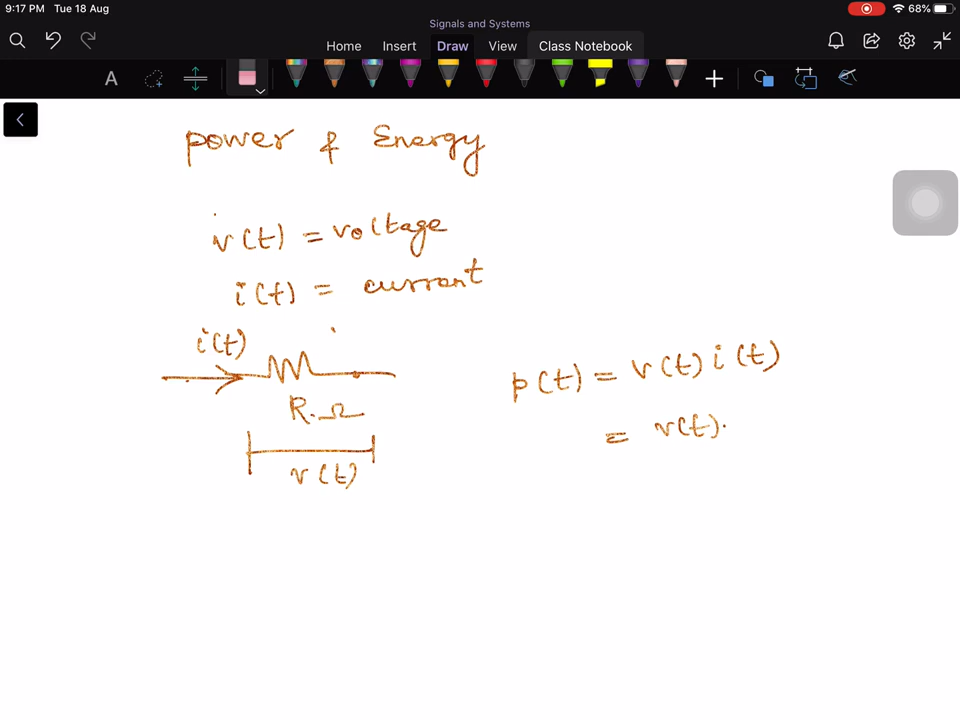 9:17 PM Tue 18 Aug
68%
Signals and Systems
Home Insert Draw View Class Notebook
A
power & Energy
v(t) = voltage
i(t) = current
i(t)
R Ω
v(t)
p(t) = v(t) i(t)
= v(t).